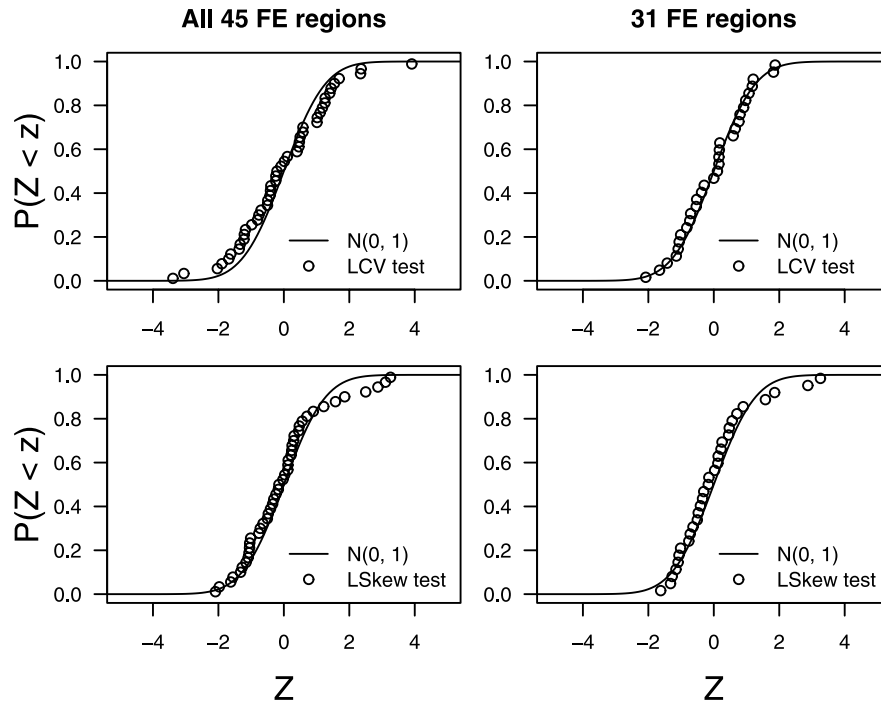 All 45 FE regions
31 FE regions
P(Z < z)
1.0
0.8
0.6
0.4
0.2
0.0
N(0, 1)
LCV test
−4 −2 0 2 4
1.0
0.8
0.6
0.4
0.2
0.0
N(0, 1)
LCV test
−4 −2 0 2 4
P(Z < z)
1.0
0.8
0.6
0.4
0.2
0.0
N(0, 1)
LSkew test
−4 −2 0 2 4
Z
1.0
0.8
0.6
0.4
0.2
0.0
N(0, 1)
LSkew test
−4 −2 0 2 4
Z